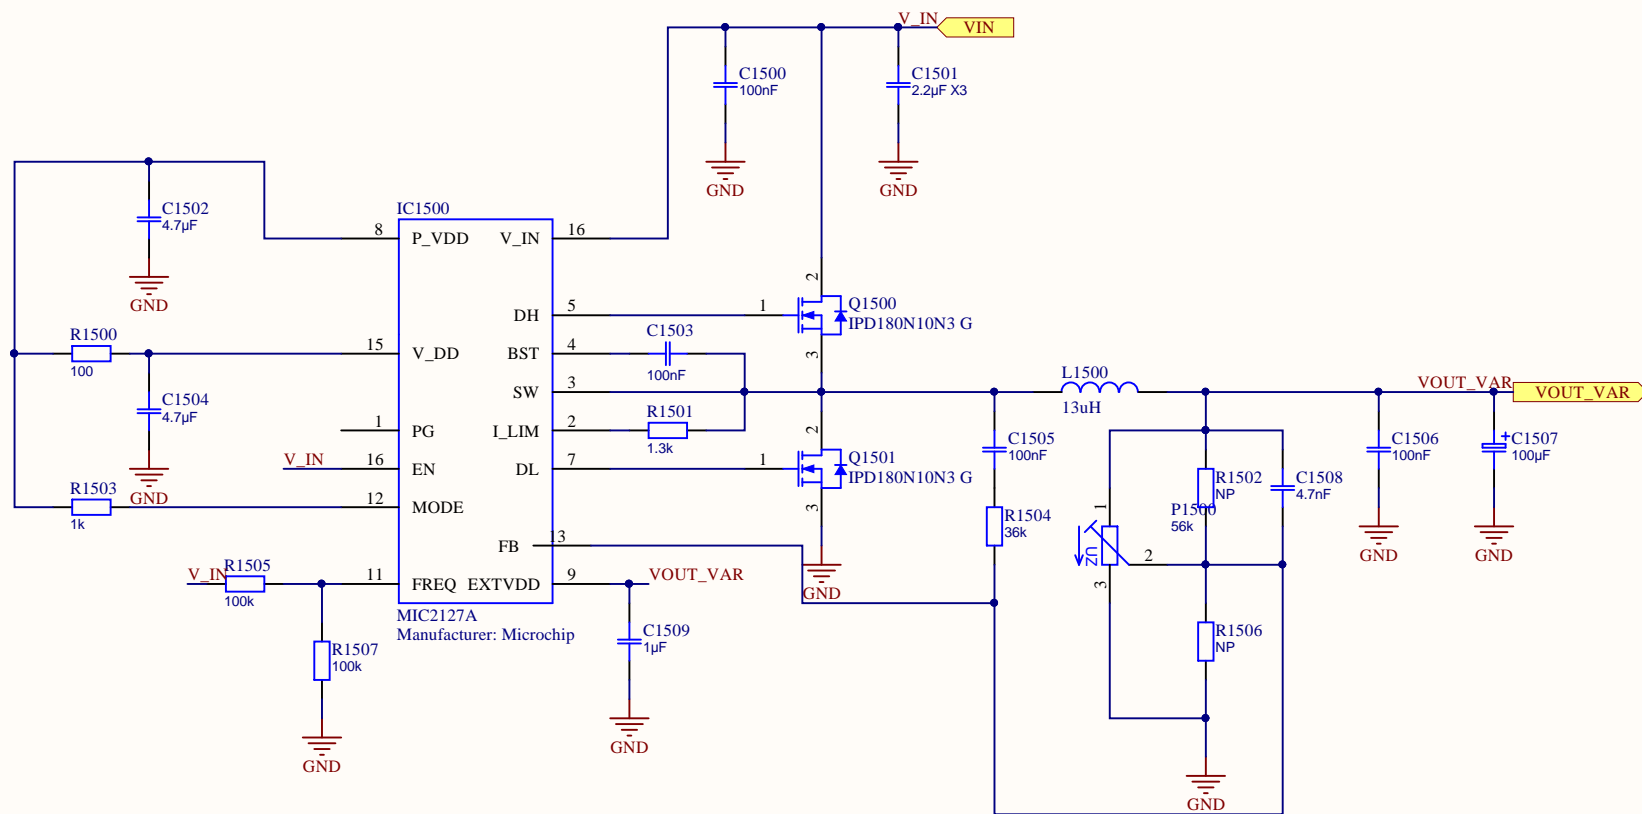 V_IN
VIN
C1500
100nF
C1501
2.2µF X3
GND
GND
C1502
4.7µF
GND
IC1500
8
P_VDD
V_IN
16
DH
5
1
2
Q1500
IPD180N10N3 G
3
R1500
100
15
V_DD
BST
4
C1503
100nF
SW
3
L1500
13uH
VOUT_VAR
VOUT_VAR
C1504
4.7µF
GND
1
PG
I_LIM
2
R1501
1.3k
V_IN
16
EN
DL
7
1
2
Q1501
IPD180N10N3 G
3
GND
C1505
100nF
R1504
36k
R1502
NP
C1508
4.7nF
C1506
100nF
GND
C1507
+
100µF
GND
R1503
1k
12
MODE
FB
13
P1500
56k
1
2
3
UZ
V_IN
R1505
100k
11
FREQ
EXTVDD
9
VOUT_VAR
MIC2127A
Manufacturer: Microchip
R1507
100k
GND
C1509
1µF
GND
R1506
NP
GND